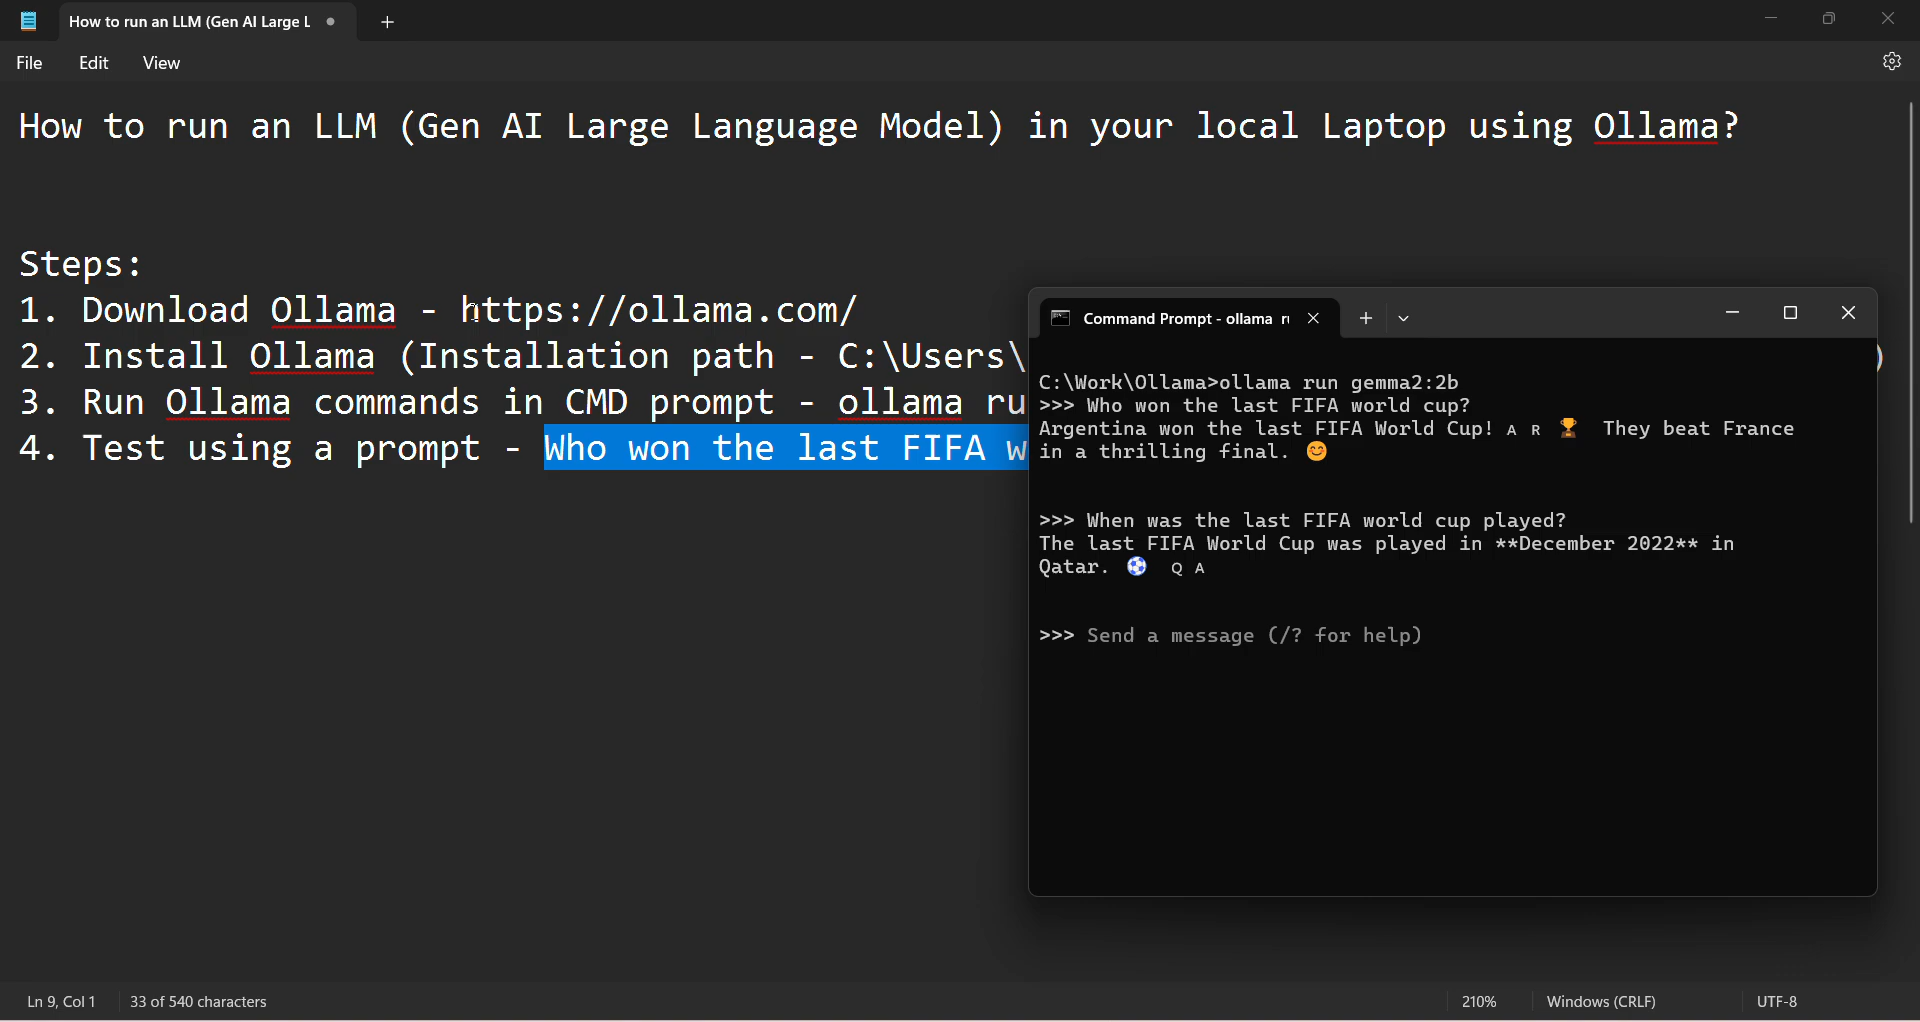 How to run an LLM (Gen AI Large L
File Edit View
How to run an LLM (Gen AI Large Language Model) in your local Laptop using Ollama?
Steps:
1. Download Ollama - https://ollama.com/
2. Install Ollama (Installation path - C:\Users\ )
3. Run Ollama commands in CMD prompt - ollama ru
4. Test using a prompt - Who won the last FIFA w
Command Prompt - ollama ru
C:\Work\Ollama>ollama run gemma2:2b
>>> Who won the last FIFA world cup?
Argentina won the last FIFA World Cup! A R 🏆 They beat France
in a thrilling final. 😊
>>> When was the last FIFA world cup played?
The last FIFA World Cup was played in **December 2022** in
Qatar. ⚽ Q A
>>> Send a message (/? for help)
Ln 9, Col 1 33 of 540 characters 210% Windows (CRLF) UTF-8